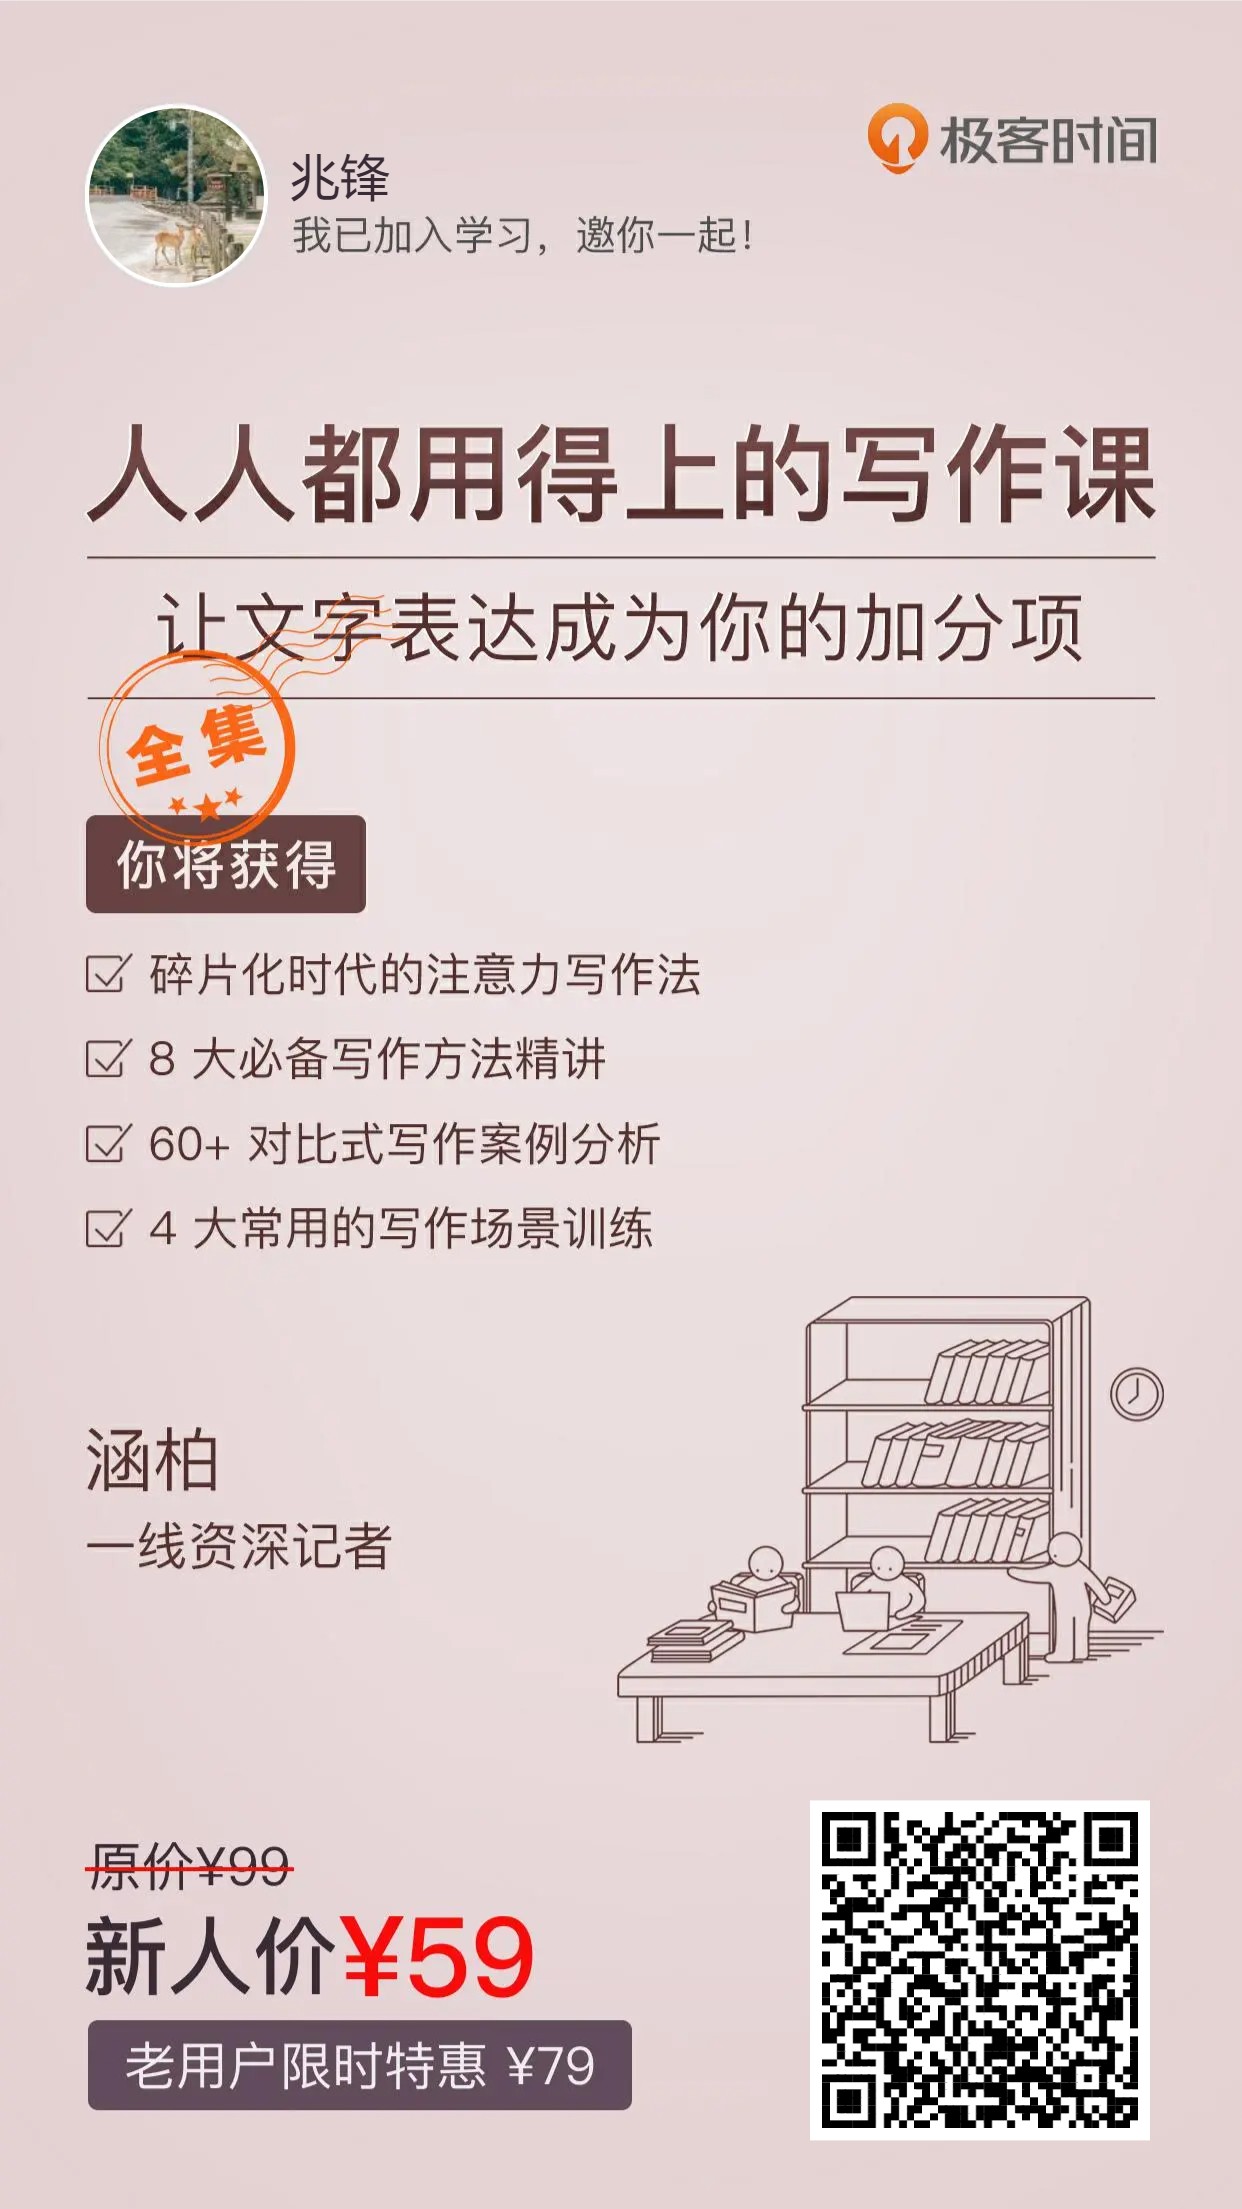 兆锋
我已加入学习，邀你一起！
极客时间
人人都用得上的写作课
让文字表达成为你的加分项
全集
你将获得
碎片化时代的注意力写作法
8 大必备写作方法精讲
60+ 对比式写作案例分析
4 大常用的写作场景训练
涵柏
一线资深记者
原价¥99
新人价¥59
老用户限时特惠 ¥79